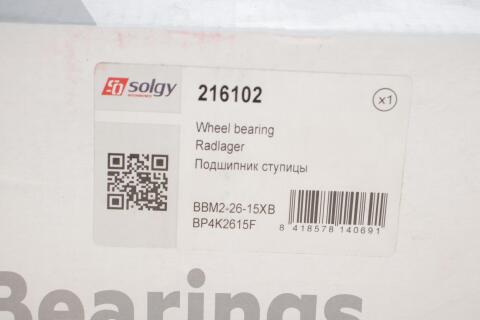 solgy
216102
x1
Wheel bearing
Radlager
Подшипник ступицы
BBM2-26-15XB
BP4K2615F
8 418578 140691
Bearings